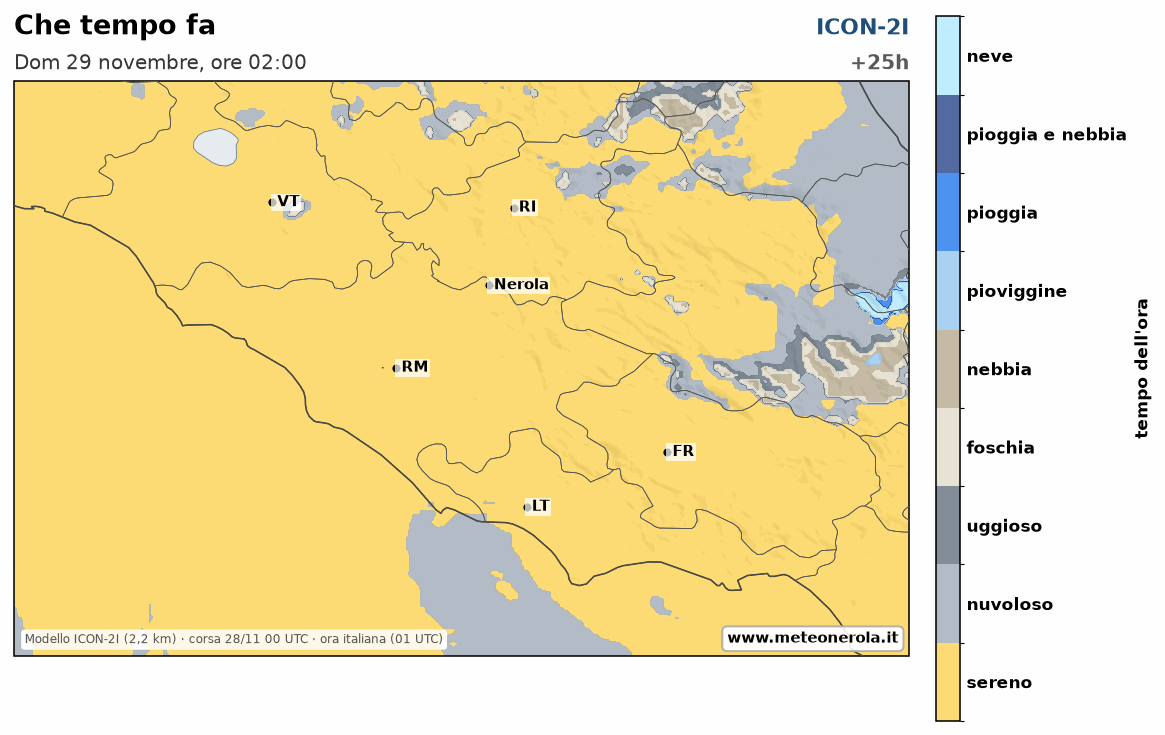 Che tempo fa
ICON-2I
Dom 29 novembre, ore 02:00
+25h
VT
RI
Nerola
RM
FR
LT
Modello ICON-2I (2,2 km) · corsa 28/11 00 UTC · ora italiana (01 UTC)
www.meteonerola.it
neve
pioggia e nebbia
pioggia
pioviggine
nebbia
foschia
uggioso
nuvoloso
sereno
tempo dell'ora